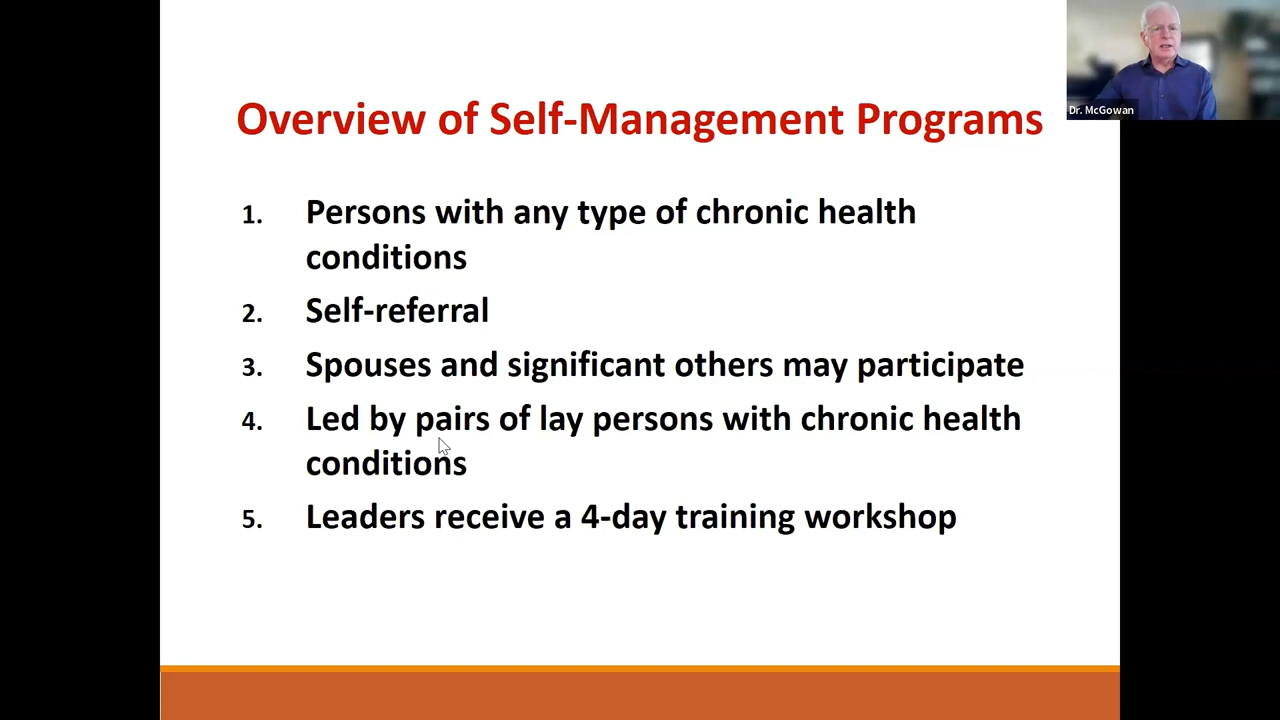 Dr. McGowan
Overview of Self-Management Programs
1. Persons with any type of chronic health
conditions
2. Self-referral
3. Spouses and significant others may participate
4. Led by pairs of lay persons with chronic health
conditions
5. Leaders receive a 4-day training workshop